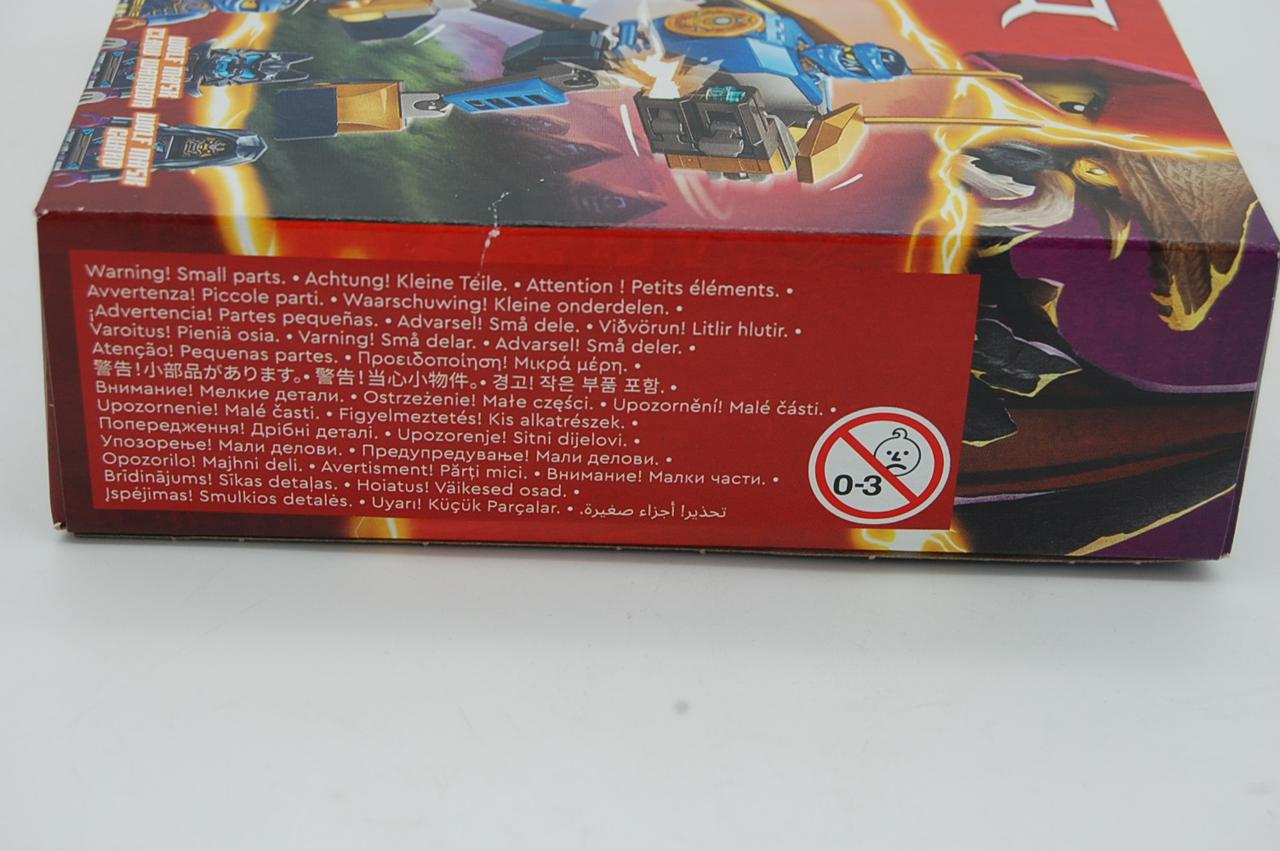 Warning! Small parts. • Achtung! Kleine Teile. • Attention ! Petits éléments. •
Avvertenza! Piccole parti. • Waarschuwing! Kleine onderdelen. •
¡Advertencia! Partes pequeñas. • Advarsel! Små dele. • Viðvörun! Litlir hlutir. •
Varoitus! Pieniä osia. • Varning! Små delar. • Advarsel! Små deler. •
Atenção! Pequenas partes. • Προειδοποίηση! Μικρά μέρη. •
警告!小部品があります。• 警告!当心小物件。• 경고! 작은 부품 포함. •
Внимание! Мелкие детали. • Ostrzeżenie! Małe części. • Upozornění! Malé části. •
Upozornenie! Malé časti. • Figyelmeztetés! Kis alkatrészek. •
Попередження! Дрібні деталі. • Upozorenje! Sitni dijelovi. •
Упозорење! Мали делови. • Предупредување! Мали делови. •
Opozorilo! Majhni deli. • Avertisment! Părți mici. • Внимание! Малки части. •
Brīdinājums! Sīkas detaļas. • Hoiatus! Väikesed osad. •
Įspėjimas! Smulkios detalės. • Uyarı! Küçük Parçalar. • تحذير! أجزاء صغيرة.
0-3